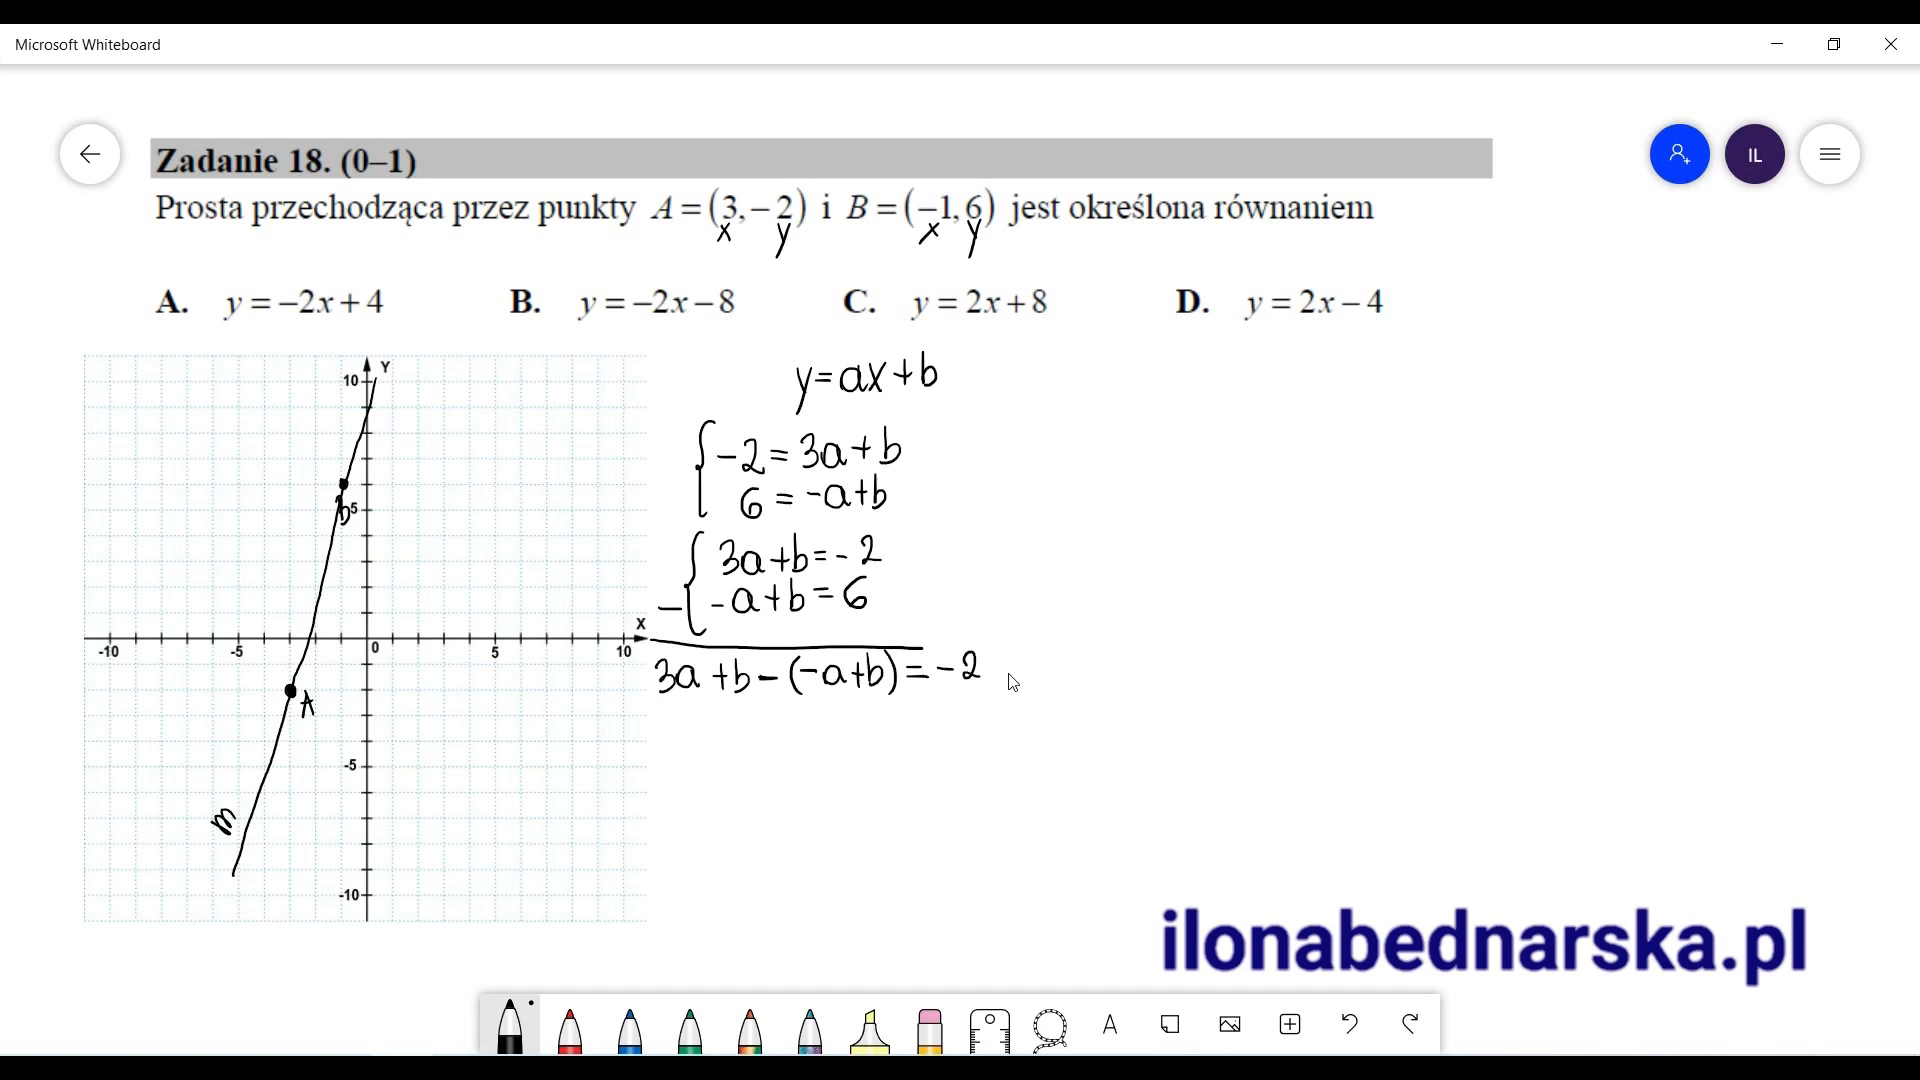 Microsoft Whiteboard
IL
Zadanie 18. (0–1)
Prosta przechodząca przez punkty A = (3, −2) i B = (−1, 6) jest określona równaniem
x y x y
A. y = −2x + 4 B. y = −2x − 8 C. y = 2x + 8 D. y = 2x − 4
Y
10
5
b
X
-10 -5 0 5 10
A
-5
m
-10
y=ax+b
-2=3a+b
6=-a+b
3a+b=-2
- -a+b=6
3a+b-(-a+b)=-2
ilonabednarska.pl
A